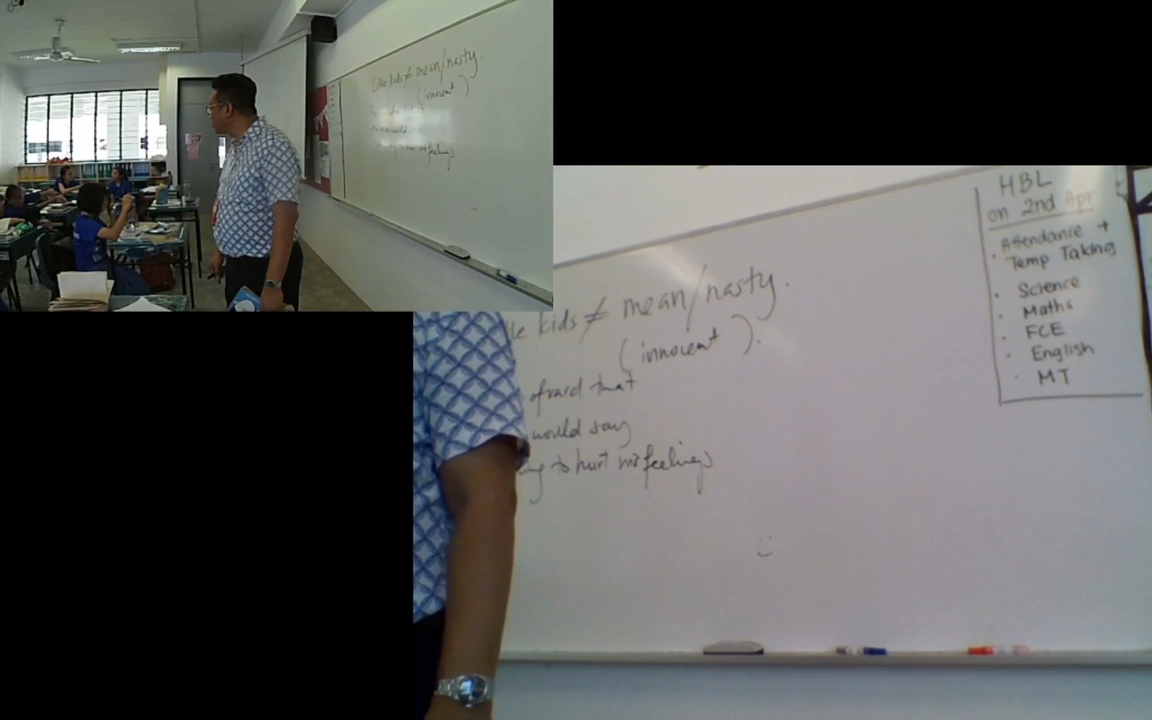 kids ≠ mean/nasty.
(innocent).
afraid that
would say
to hurt his feelings
HBL
on 2nd Apr
· Attendance +
Temp Taking
· Science
· Maths
· FCE
· English
· MT